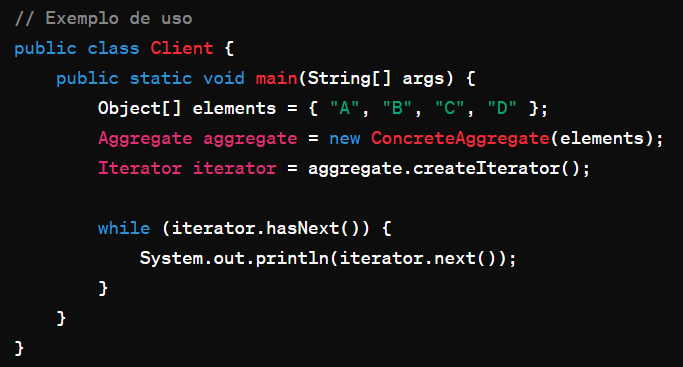 // Exemplo de uso
public class Client {
    public static void main(String[] args) {
        Object[] elements = { "A", "B", "C", "D" };
        Aggregate aggregate = new ConcreteAggregate(elements);
        Iterator iterator = aggregate.createIterator();
        while (iterator.hasNext()) {
            System.out.println(iterator.next());
        }
    }
}